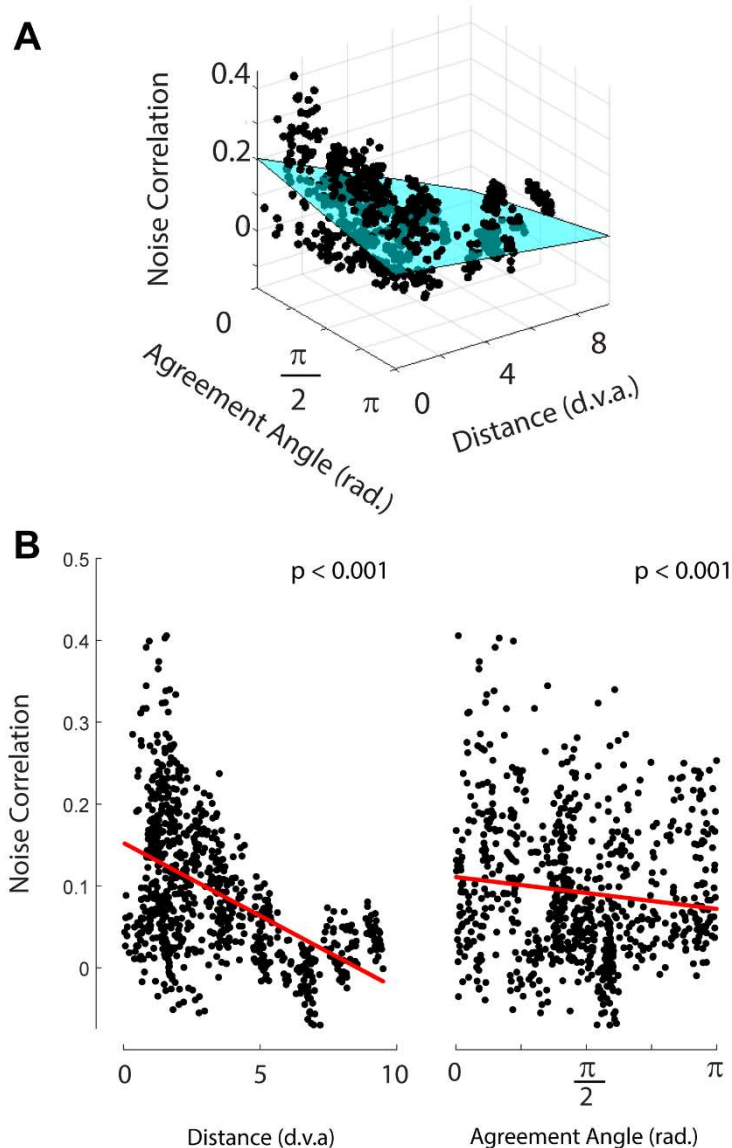 A
Noise Correlation
0.4
0.2
0
0
π
2
π
Agreement Angle (rad.)
0
4
8
Distance (d.v.a.)
B
Noise Correlation
0.5
0.4
0.3
0.2
0.1
0
p < 0.001
0
5
10
Distance (d.v.a)
p < 0.001
0
π
2
π
Agreement Angle (rad.)